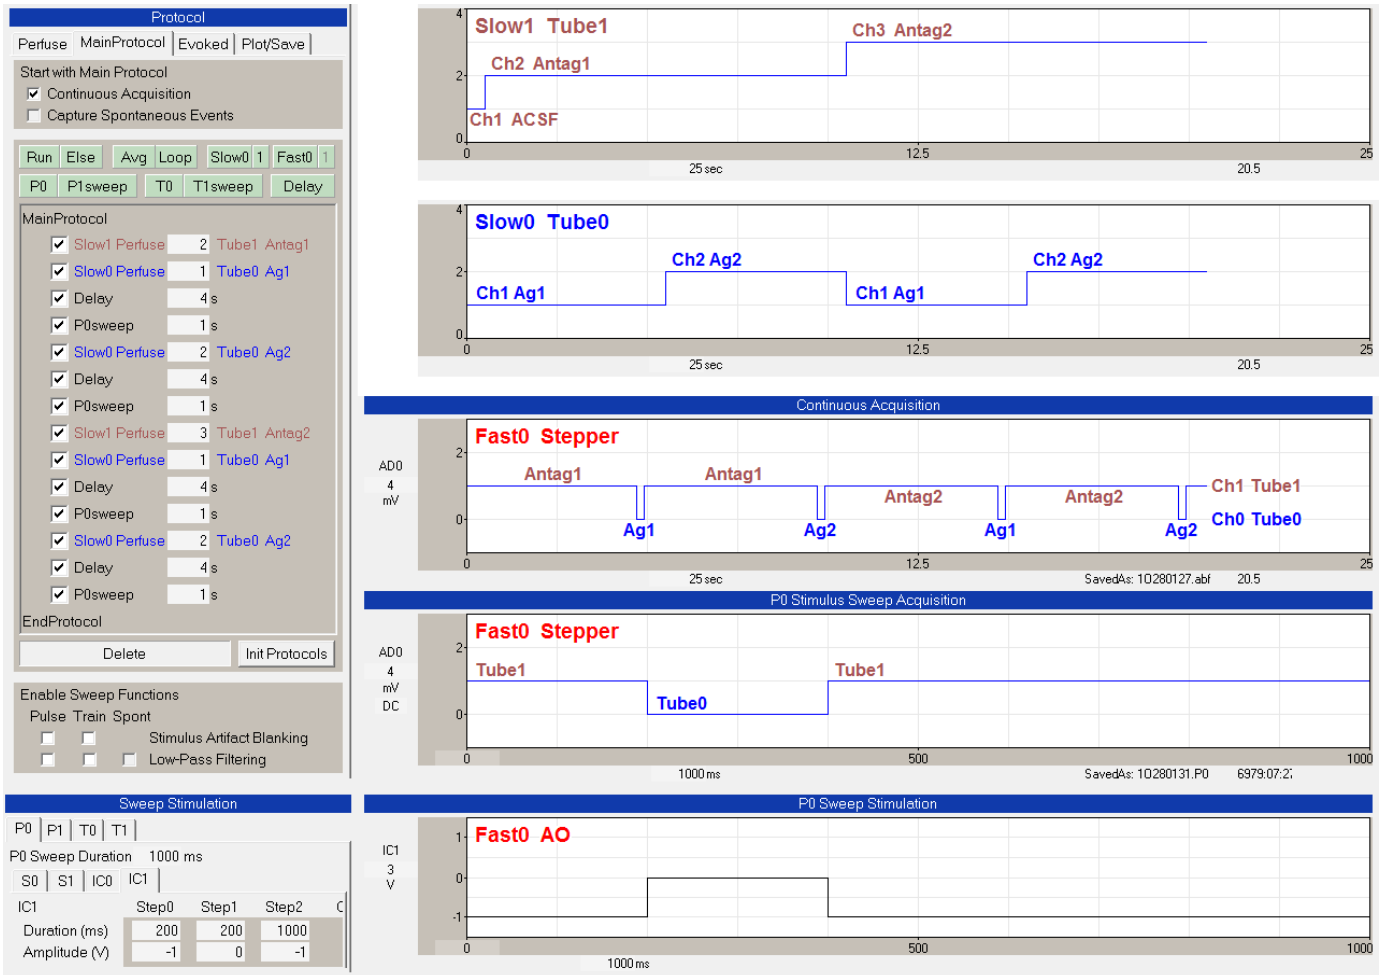 Protocol
Perfuse MainProtocol Evoked Plot/Save
Start with Main Protocol
Continuous Acquisition
Capture Spontaneous Events
Run Else Avg Loop Slow0 1 Fast0 1
P0 P1sweep T0 T1sweep Delay
MainProtocol
Slow1 Perfuse 2 Tube1 Antag1
Slow0 Perfuse 1 Tube0 Ag1
Delay 4 s
P0sweep 1 s
Slow0 Perfuse 2 Tube0 Ag2
Delay 4 s
P0sweep 1 s
Slow1 Perfuse 3 Tube1 Antag2
Slow0 Perfuse 1 Tube0 Ag1
Delay 4 s
P0sweep 1 s
Slow0 Perfuse 2 Tube0 Ag2
Delay 4 s
P0sweep 1 s
EndProtocol
Delete Init Protocols
Enable Sweep Functions
Pulse Train Spont
Stimulus Artifact Blanking
Low-Pass Filtering
Sweep Stimulation
P0 P1 T0 T1
P0 Sweep Duration 1000 ms
S0 S1 IC0 IC1
IC1 Step0 Step1 Step2
Duration (ms) 200 200 1000
Amplitude (V) -1 0 -1
4
Slow1 Tube1
Ch3 Antag2
Ch2 Antag1
2
Ch1 ACSF
0
0 12.5 25
25 sec 20.5
4
Slow0 Tube0
Ch2 Ag2 Ch2 Ag2
2
Ch1 Ag1 Ch1 Ag1
0
0 12.5 25
25 sec 20.5
Continuous Acquisition
Fast0 Stepper
2
AD0
4
mV
Antag1 Antag1 Antag2 Antag2 Ch1 Tube1
0
Ag1 Ag2 Ag1 Ag2 Ch0 Tube0
0 12.5 25
25 sec SavedAs: 10280127.abf 20.5
P0 Stimulus Sweep Acquisition
Fast0 Stepper
2
AD0
4
mV
DC
Tube1 Tube1
Tube0
0
0 500 1000
1000 ms SavedAs: 10280131.P0 6979:07:2
P0 Sweep Stimulation
Fast0 AO
1
IC1
3
V
0
-1
0 500 1000
1000 ms